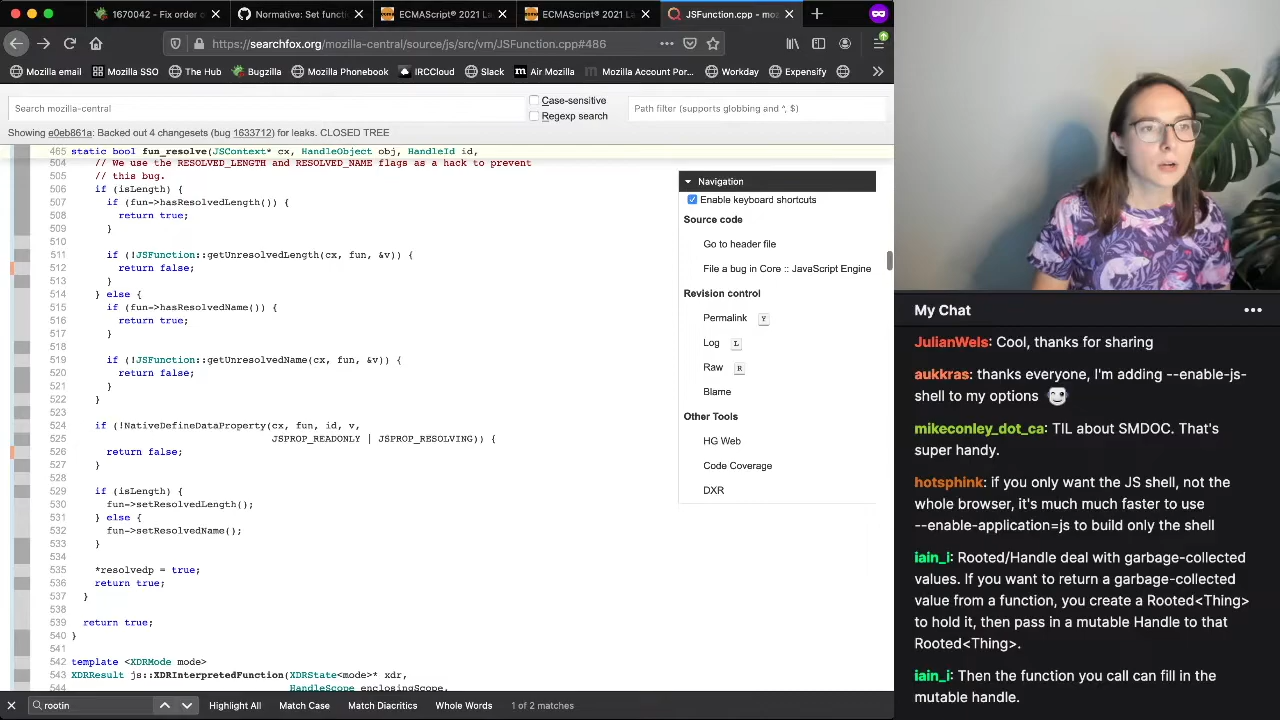 1670042 - Fix order o
Normative: Set functi
ECMAScript® 2021 La
ECMAScript® 2021 La
JSFunction.cpp - moz
https://searchfox.org/mozilla-central/source/js/src/vm/JSFunction.cpp#486
Mozilla email
Mozilla SSO
The Hub
Bugzilla
Mozilla Phonebook
IRCCloud
Slack
Air Mozilla
Mozilla Account Por...
Workday
Expensify
Search mozilla-central
Case-sensitive
Regexp search
Path filter (supports globbing and ^, $)
Showing e0eb861a: Backed out 4 changesets (bug 1633712) for leaks. CLOSED TREE
465 static bool fun_resolve(JSContext* cx, HandleObject obj, HandleId id,
504 // We use the RESOLVED_LENGTH and RESOLVED_NAME flags as a hack to prevent
505 // this bug.
506 if (isLength) {
507 if (fun->hasResolvedLength()) {
508 return true;
509 }
510
511 if (!JSFunction::getUnresolvedLength(cx, fun, &v)) {
512 return false;
513 }
514 } else {
515 if (fun->hasResolvedName()) {
516 return true;
517 }
518
519 if (!JSFunction::getUnresolvedName(cx, fun, &v)) {
520 return false;
521 }
522 }
523
524 if (!NativeDefineDataProperty(cx, fun, id, v,
525 JSPROP_READONLY | JSPROP_RESOLVING)) {
526 return false;
527 }
528
529 if (isLength) {
530 fun->setResolvedLength();
531 } else {
532 fun->setResolvedName();
533 }
534
535 *resolvedp = true;
536 return true;
537 }
538
539 return true;
540 }
541
542 template <XDRMode mode>
543 XDRResult js::XDRInterpretedFunction(XDRState<mode>* xdr,
544 HandleScope enclosingScope,
Navigation
Enable keyboard shortcuts
Source code
Go to header file
File a bug in Core :: JavaScript Engine
Revision control
Permalink Y
Log L
Raw R
Blame
Other Tools
HG Web
Code Coverage
DXR
rootin
Highlight All
Match Case
Match Diacritics
Whole Words
1 of 2 matches
My Chat
JulianWels: Cool, thanks for sharing
aukkras: thanks everyone, I'm adding --enable-js-
shell to my options
mikeconley_dot_ca: TIL about SMDOC. That's
super handy.
hotsphink: if you only want the JS shell, not the
whole browser, it's much much faster to use
--enable-application=js to build only the shell
iain_i: Rooted/Handle deal with garbage-collected
values. If you want to return a garbage-collected
value from a function, you create a Rooted<Thing>
to hold it, then pass in a mutable Handle to that
Rooted<Thing>.
iain_i: Then the function you call can fill in the
mutable handle.